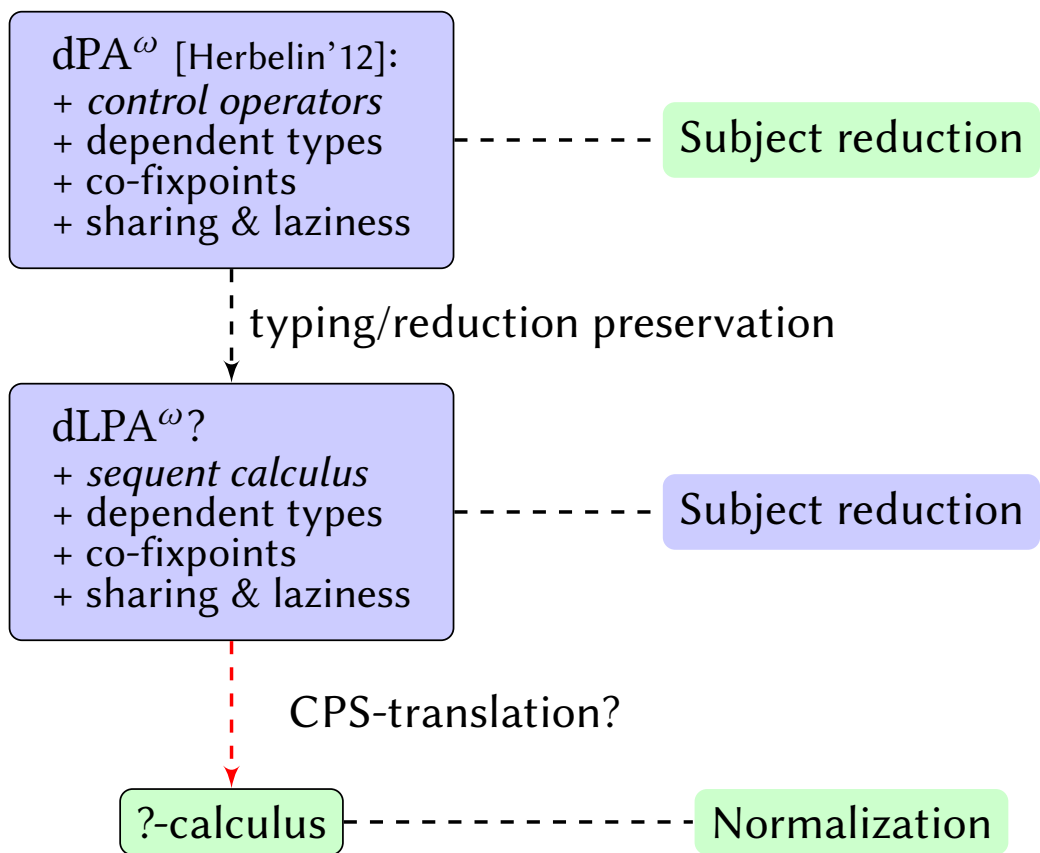 dPA^ω [Herbelin'12]:
+ control operators
+ dependent types
+ co-fixpoints
+ sharing & laziness
Subject reduction
typing/reduction preservation
dLPA^ω?
+ sequent calculus
+ dependent types
+ co-fixpoints
+ sharing & laziness
Subject reduction
CPS-translation?
?-calculus
Normalization